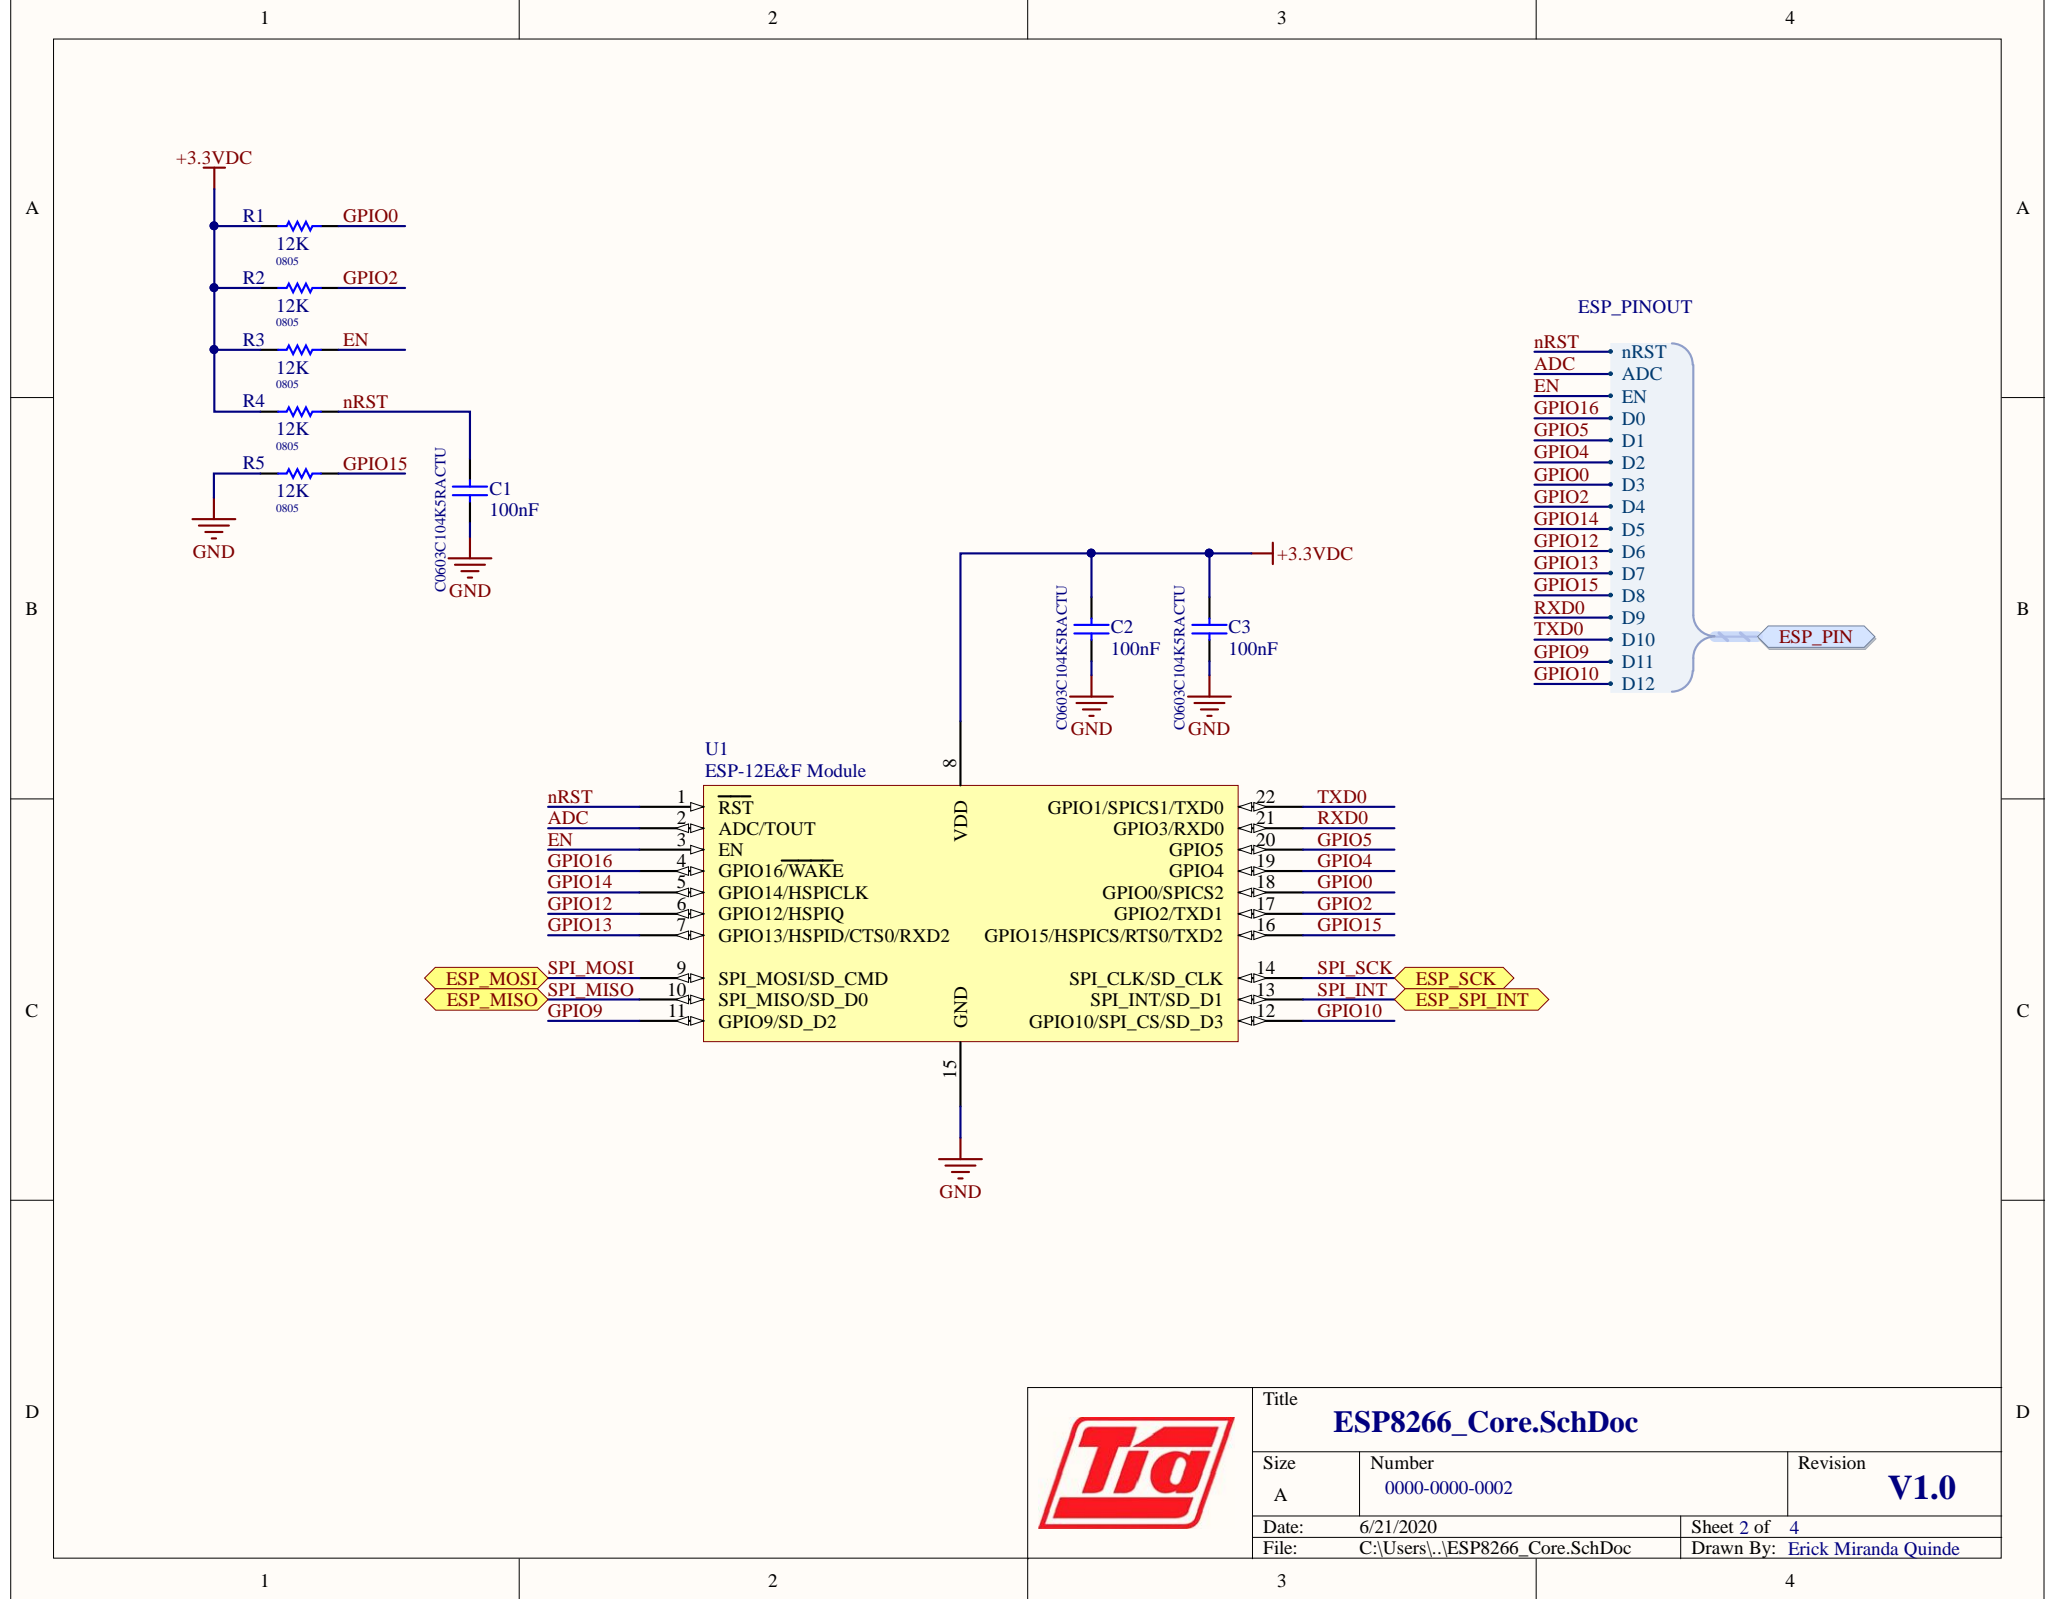 1 2 3 4
A A
+3.3VDC
R1 GPIO0
12K
0805
R2 GPIO2
12K
0805
R3 EN
12K
0805
R4 nRST
12K
0805
R5 GPIO15
12K
0805
GND
C0603C104K5RACTU
C1
100nF
GND
ESP_PINOUT
nRST nRST
ADC ADC
EN EN
GPIO16 D0
GPIO5 D1
GPIO4 D2
GPIO0 D3
GPIO2 D4
GPIO14 D5
GPIO12 D6
GPIO13 D7
GPIO15 D8
RXD0 D9
TXD0 D10
GPIO9 D11
GPIO10 D12
ESP_PIN
B B
+3.3VDC
C0603C104K5RACTU
C2
100nF
GND
C0603C104K5RACTU
C3
100nF
GND
U1
ESP-12E&F Module
8
VDD
nRST 1 RST GPIO1/SPICS1/TXD0 22 TXD0
ADC 2 ADC/TOUT GPIO3/RXD0 21 RXD0
EN 3 EN GPIO5 20 GPIO5
GPIO16 4 GPIO16/WAKE GPIO4 19 GPIO4
GPIO14 5 GPIO14/HSPICLK GPIO0/SPICS2 18 GPIO0
GPIO12 6 GPIO12/HSPIQ GPIO2/TXD1 17 GPIO2
GPIO13 7 GPIO13/HSPID/CTS0/RXD2 GPIO15/HSPICS/RTS0/TXD2 16 GPIO15
ESP_MOSI SPI_MOSI 9 SPI_MOSI/SD_CMD SPI_CLK/SD_CLK 14 SPI_SCK ESP_SCK
ESP_MISO SPI_MISO 10 SPI_MISO/SD_D0 SPI_INT/SD_D1 13 SPI_INT ESP_SPI_INT
GPIO9 11 GPIO9/SD_D2 GPIO10/SPI_CS/SD_D3 12 GPIO10
GND
15
GND
C C
D D
Tia
Title
ESP8266_Core.SchDoc
Size Number Revision
A 0000-0000-0002 V1.0
Date: 6/21/2020 Sheet 2 of 4
File: C:\Users\..\ESP8266_Core.SchDoc Drawn By: Erick Miranda Quinde
1 2 3 4